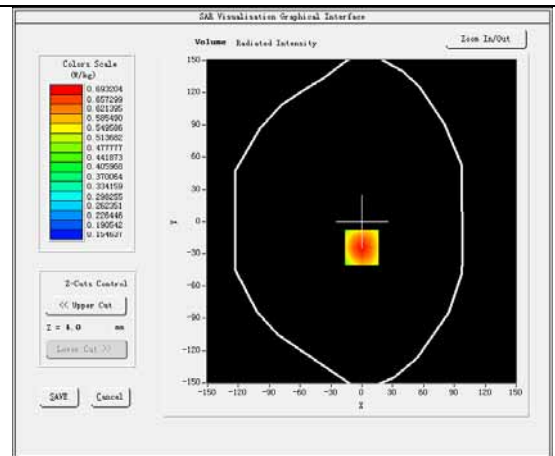 SAR Visualisation Graphical Interface
Volume Radiated Intensity
Zoom In/Out
Colors Scale
(W/kg)
0.693204
0.657299
0.621395
0.585490
0.549586
0.513682
0.477777
0.441873
0.405968
0.370064
0.334159
0.298255
0.262351
0.226446
0.190542
0.154637
Z-Cuts Control
<< Upper Cut
Z = 4.0 mm
Lower Cut >>
SAVE
Cancel
150
120
90
60
30
0
-30
-60
-90
-120
-150
Y
-150 -120 -90 -60 -30 0 30 60 90 120 150
X